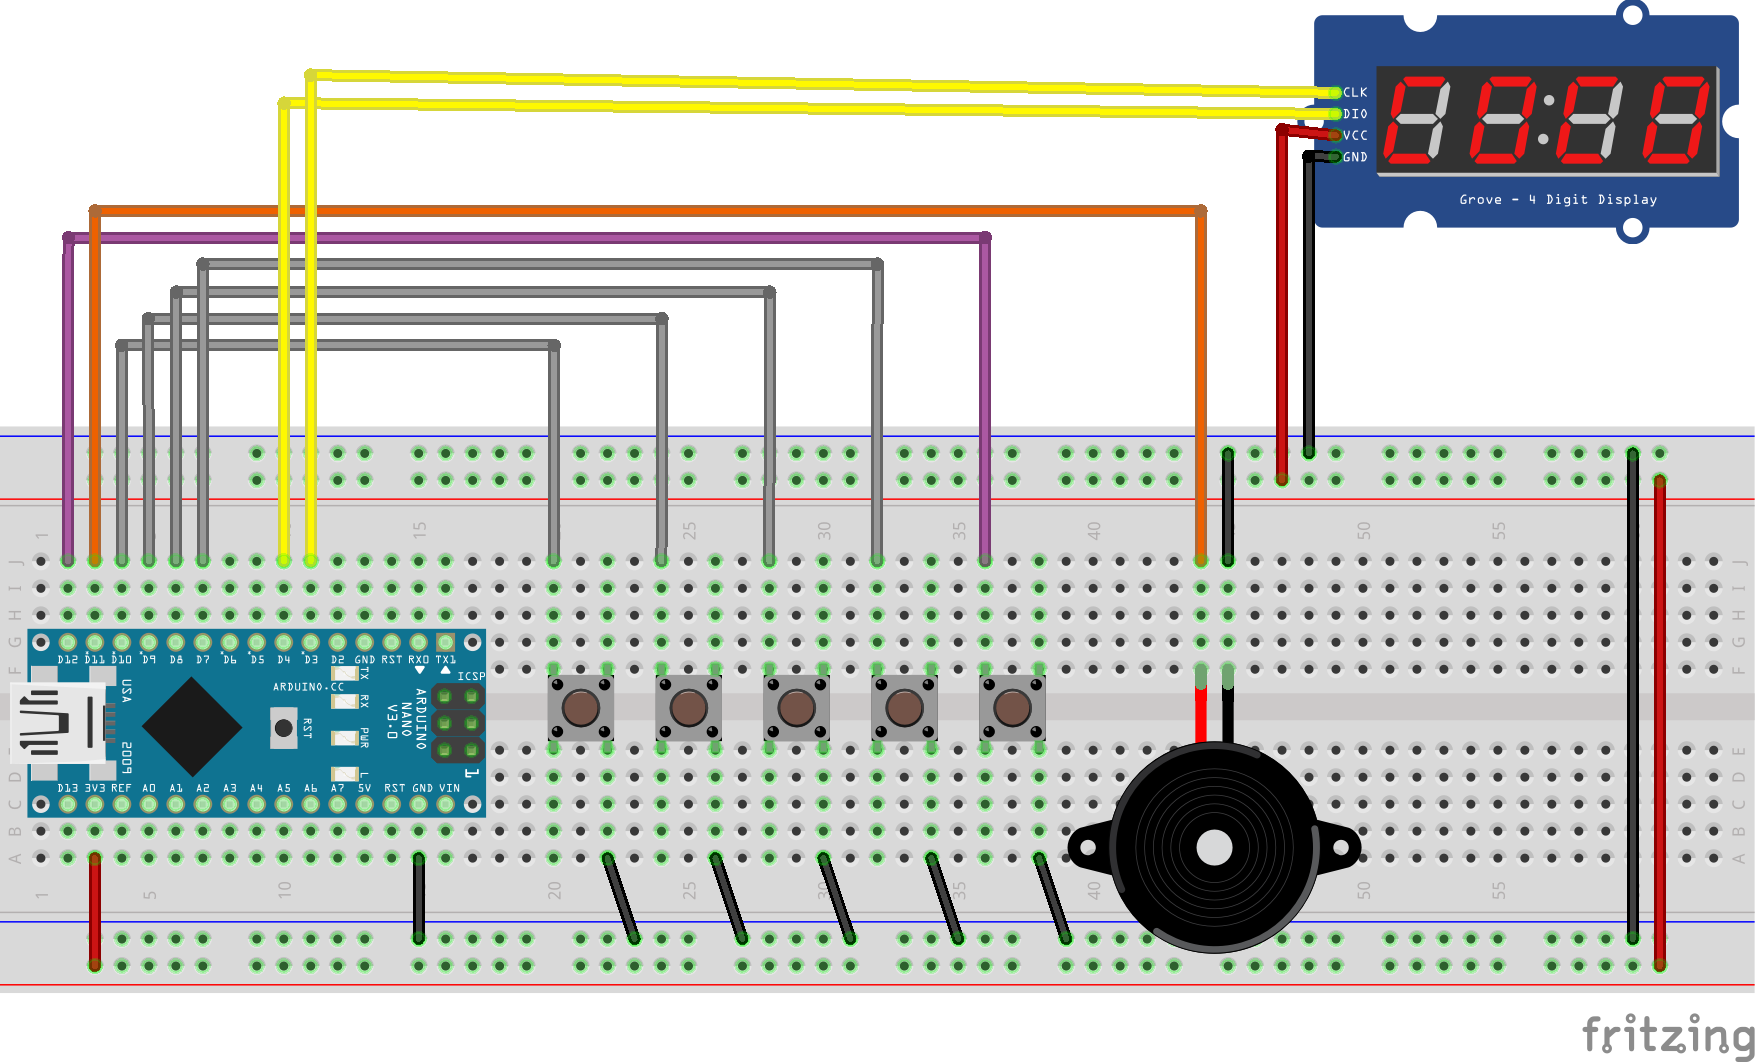 CLK
DIO
VCC
GND
Grove - 4 Digit Display
1
15
20
25
30
35
40
50
55
J
J
I
I
H
H
G
G
F
F
D12 D11 D10 D9 D8 D7 D6 D5 D4 D3 D2 GND RST RX0 TX1
TX
RX
PWR
L
ICSP
1
ARDUINO.CC
USA
2009
RST
ARDUINO
NANO
V3.0
D13 3V3 REF A0 A1 A2 A3 A4 A5 A6 A7 5V RST GND VIN
E
D
D
C
C
B
B
A
A
1
5
10
20
25
30
35
40
50
55
fritzing